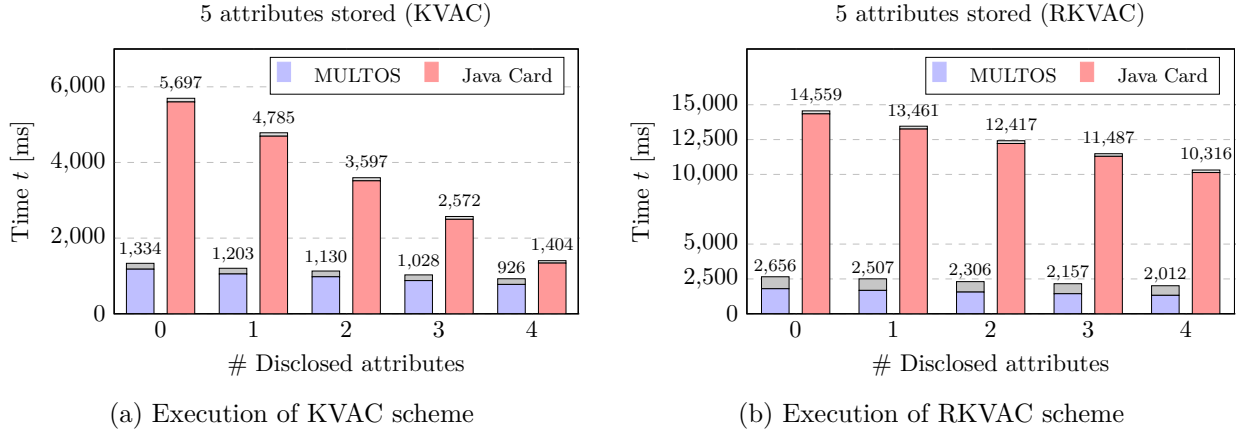 5 attributes stored (KVAC)
Time t [ms]
6,000
4,000
2,000
0
MULTOS Java Card
5,697
4,785
3,597
2,572
1,404
1,334
1,203
1,130
1,028
926
0 1 2 3 4
# Disclosed attributes
(a) Execution of KVAC scheme
5 attributes stored (RKVAC)
Time t [ms]
15,000
12,500
10,000
5,000
2,500
0
MULTOS Java Card
14,559
13,461
12,417
11,487
10,316
2,656
2,507
2,306
2,157
2,012
0 1 2 3 4
# Disclosed attributes
(b) Execution of RKVAC scheme